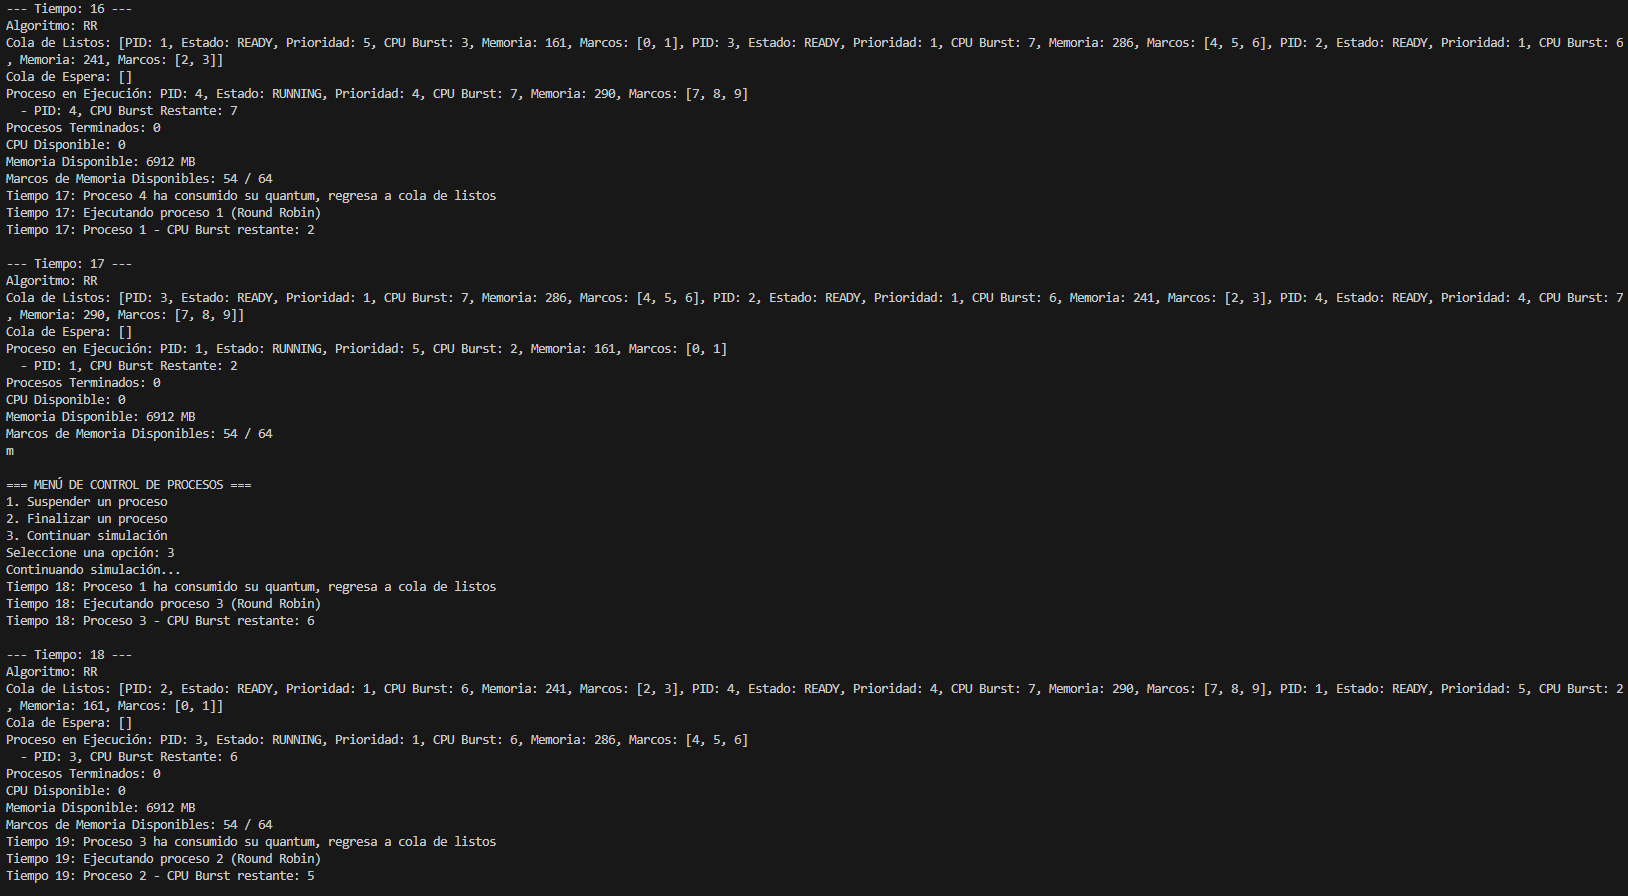 --- Tiempo: 16 ---
Algoritmo: RR
Cola de Listos: [PID: 1, Estado: READY, Prioridad: 5, CPU Burst: 3, Memoria: 161, Marcos: [0, 1], PID: 3, Estado: READY, Prioridad: 1, CPU Burst: 7, Memoria: 286, Marcos: [4, 5, 6], PID: 2, Estado: READY, Prioridad: 1, CPU Burst: 6
, Memoria: 241, Marcos: [2, 3]]
Cola de Espera: []
Proceso en Ejecución: PID: 4, Estado: RUNNING, Prioridad: 4, CPU Burst: 7, Memoria: 290, Marcos: [7, 8, 9]
  - PID: 4, CPU Burst Restante: 7
Procesos Terminados: 0
CPU Disponible: 0
Memoria Disponible: 6912 MB
Marcos de Memoria Disponibles: 54 / 64
Tiempo 17: Proceso 4 ha consumido su quantum, regresa a cola de listos
Tiempo 17: Ejecutando proceso 1 (Round Robin)
Tiempo 17: Proceso 1 - CPU Burst restante: 2

--- Tiempo: 17 ---
Algoritmo: RR
Cola de Listos: [PID: 3, Estado: READY, Prioridad: 1, CPU Burst: 7, Memoria: 286, Marcos: [4, 5, 6], PID: 2, Estado: READY, Prioridad: 1, CPU Burst: 6, Memoria: 241, Marcos: [2, 3], PID: 4, Estado: READY, Prioridad: 4, CPU Burst: 7
, Memoria: 290, Marcos: [7, 8, 9]]
Cola de Espera: []
Proceso en Ejecución: PID: 1, Estado: RUNNING, Prioridad: 5, CPU Burst: 2, Memoria: 161, Marcos: [0, 1]
  - PID: 1, CPU Burst Restante: 2
Procesos Terminados: 0
CPU Disponible: 0
Memoria Disponible: 6912 MB
Marcos de Memoria Disponibles: 54 / 64
m

=== MENÚ DE CONTROL DE PROCESOS ===
1. Suspender un proceso
2. Finalizar un proceso
3. Continuar simulación
Seleccione una opción: 3
Continuando simulación...
Tiempo 18: Proceso 1 ha consumido su quantum, regresa a cola de listos
Tiempo 18: Ejecutando proceso 3 (Round Robin)
Tiempo 18: Proceso 3 - CPU Burst restante: 6

--- Tiempo: 18 ---
Algoritmo: RR
Cola de Listos: [PID: 2, Estado: READY, Prioridad: 1, CPU Burst: 6, Memoria: 241, Marcos: [2, 3], PID: 4, Estado: READY, Prioridad: 4, CPU Burst: 7, Memoria: 290, Marcos: [7, 8, 9], PID: 1, Estado: READY, Prioridad: 5, CPU Burst: 2
, Memoria: 161, Marcos: [0, 1]]
Cola de Espera: []
Proceso en Ejecución: PID: 3, Estado: RUNNING, Prioridad: 1, CPU Burst: 6, Memoria: 286, Marcos: [4, 5, 6]
  - PID: 3, CPU Burst Restante: 6
Procesos Terminados: 0
CPU Disponible: 0
Memoria Disponible: 6912 MB
Marcos de Memoria Disponibles: 54 / 64
Tiempo 19: Proceso 3 ha consumido su quantum, regresa a cola de listos
Tiempo 19: Ejecutando proceso 2 (Round Robin)
Tiempo 19: Proceso 2 - CPU Burst restante: 5